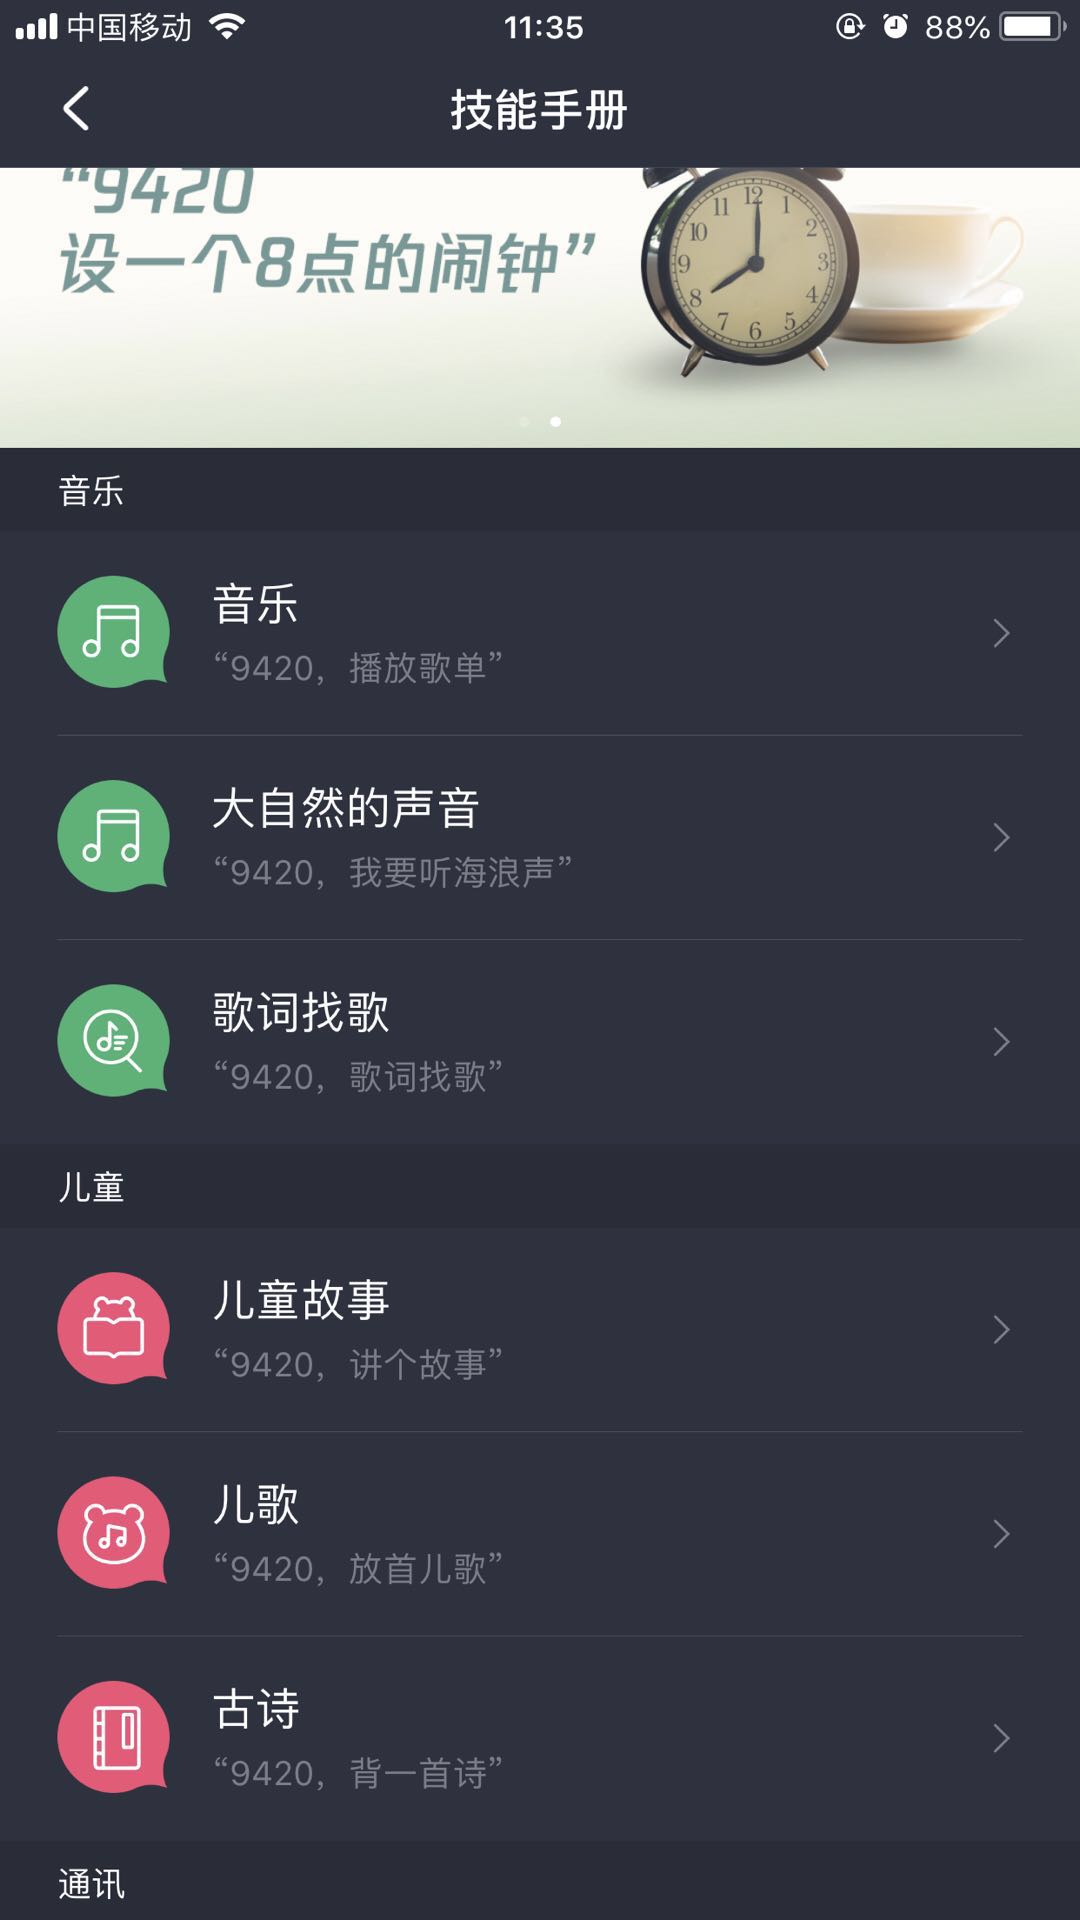 中国移动
11:35
88%
技能手册
“9420
设一个8点的闹钟”
11 12 1
10 2
9 3
8 4
7 6 5
音乐
音乐
“9420，播放歌单”
大自然的声音
“9420，我要听海浪声”
歌词找歌
“9420，歌词找歌”
儿童
儿童故事
“9420，讲个故事”
儿歌
“9420，放首儿歌”
古诗
“9420，背一首诗”
通讯